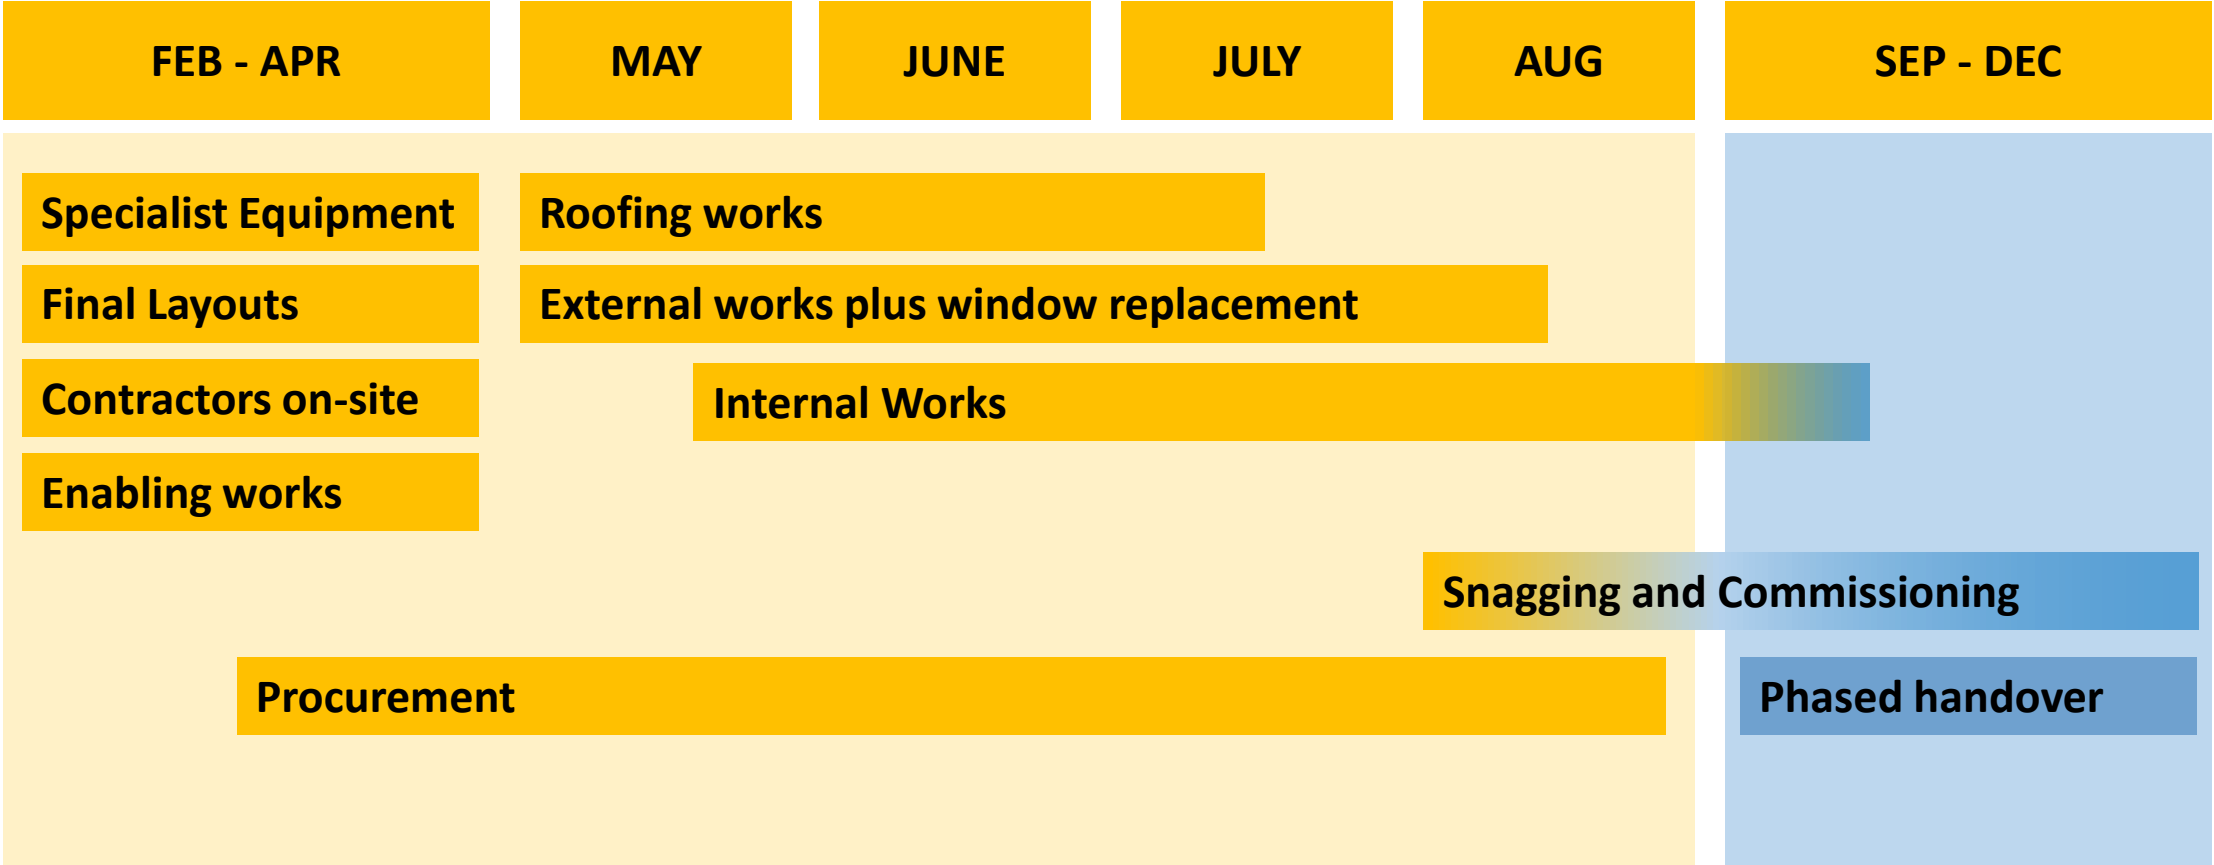 FEB - APR
MAY
JUNE
JULY
AUG
SEP - DEC
Specialist Equipment
Roofing works
Final Layouts
External works plus window replacement
Contractors on-site
Internal Works
Enabling works
Snagging and Commissioning
Procurement
Phased handover